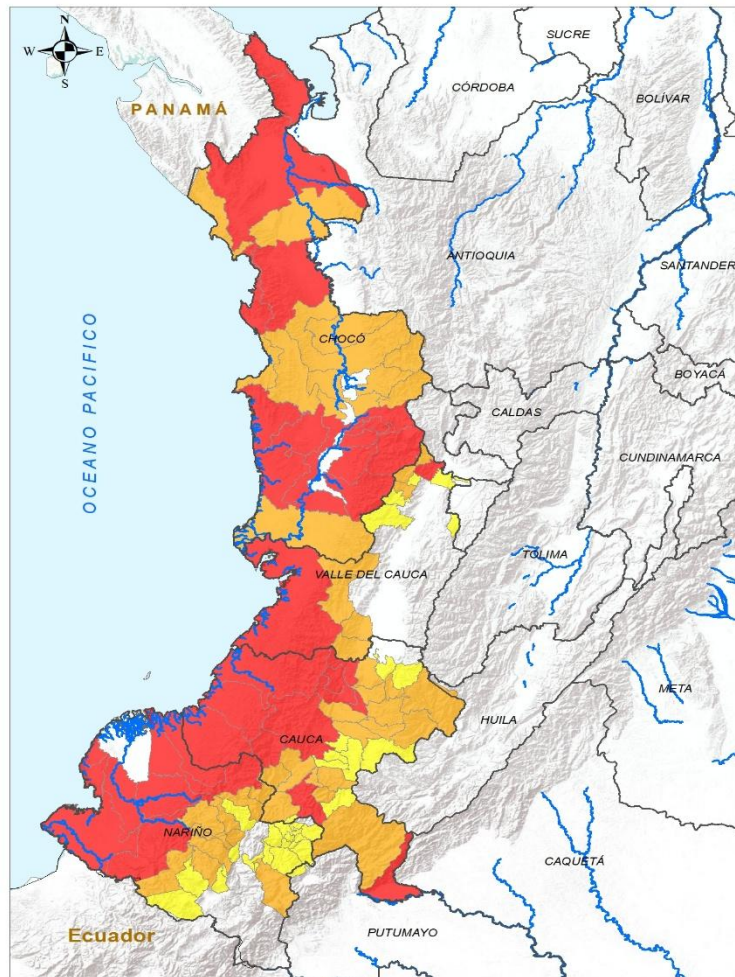 N
W E
S
PANAMÁ
SUCRE
CÓRDOBA
BOLÍVAR
ANTIOQUIA
SANTANDER
OCEANO PACIFICO
CHOCÓ
BOYACÁ
CALDAS
CUNDINAMARCA
TOLIMA
VALLE DEL CAUCA
META
HUILA
CAUCA
NARIÑO
CAQUETÁ
Ecuador
PUTUMAYO